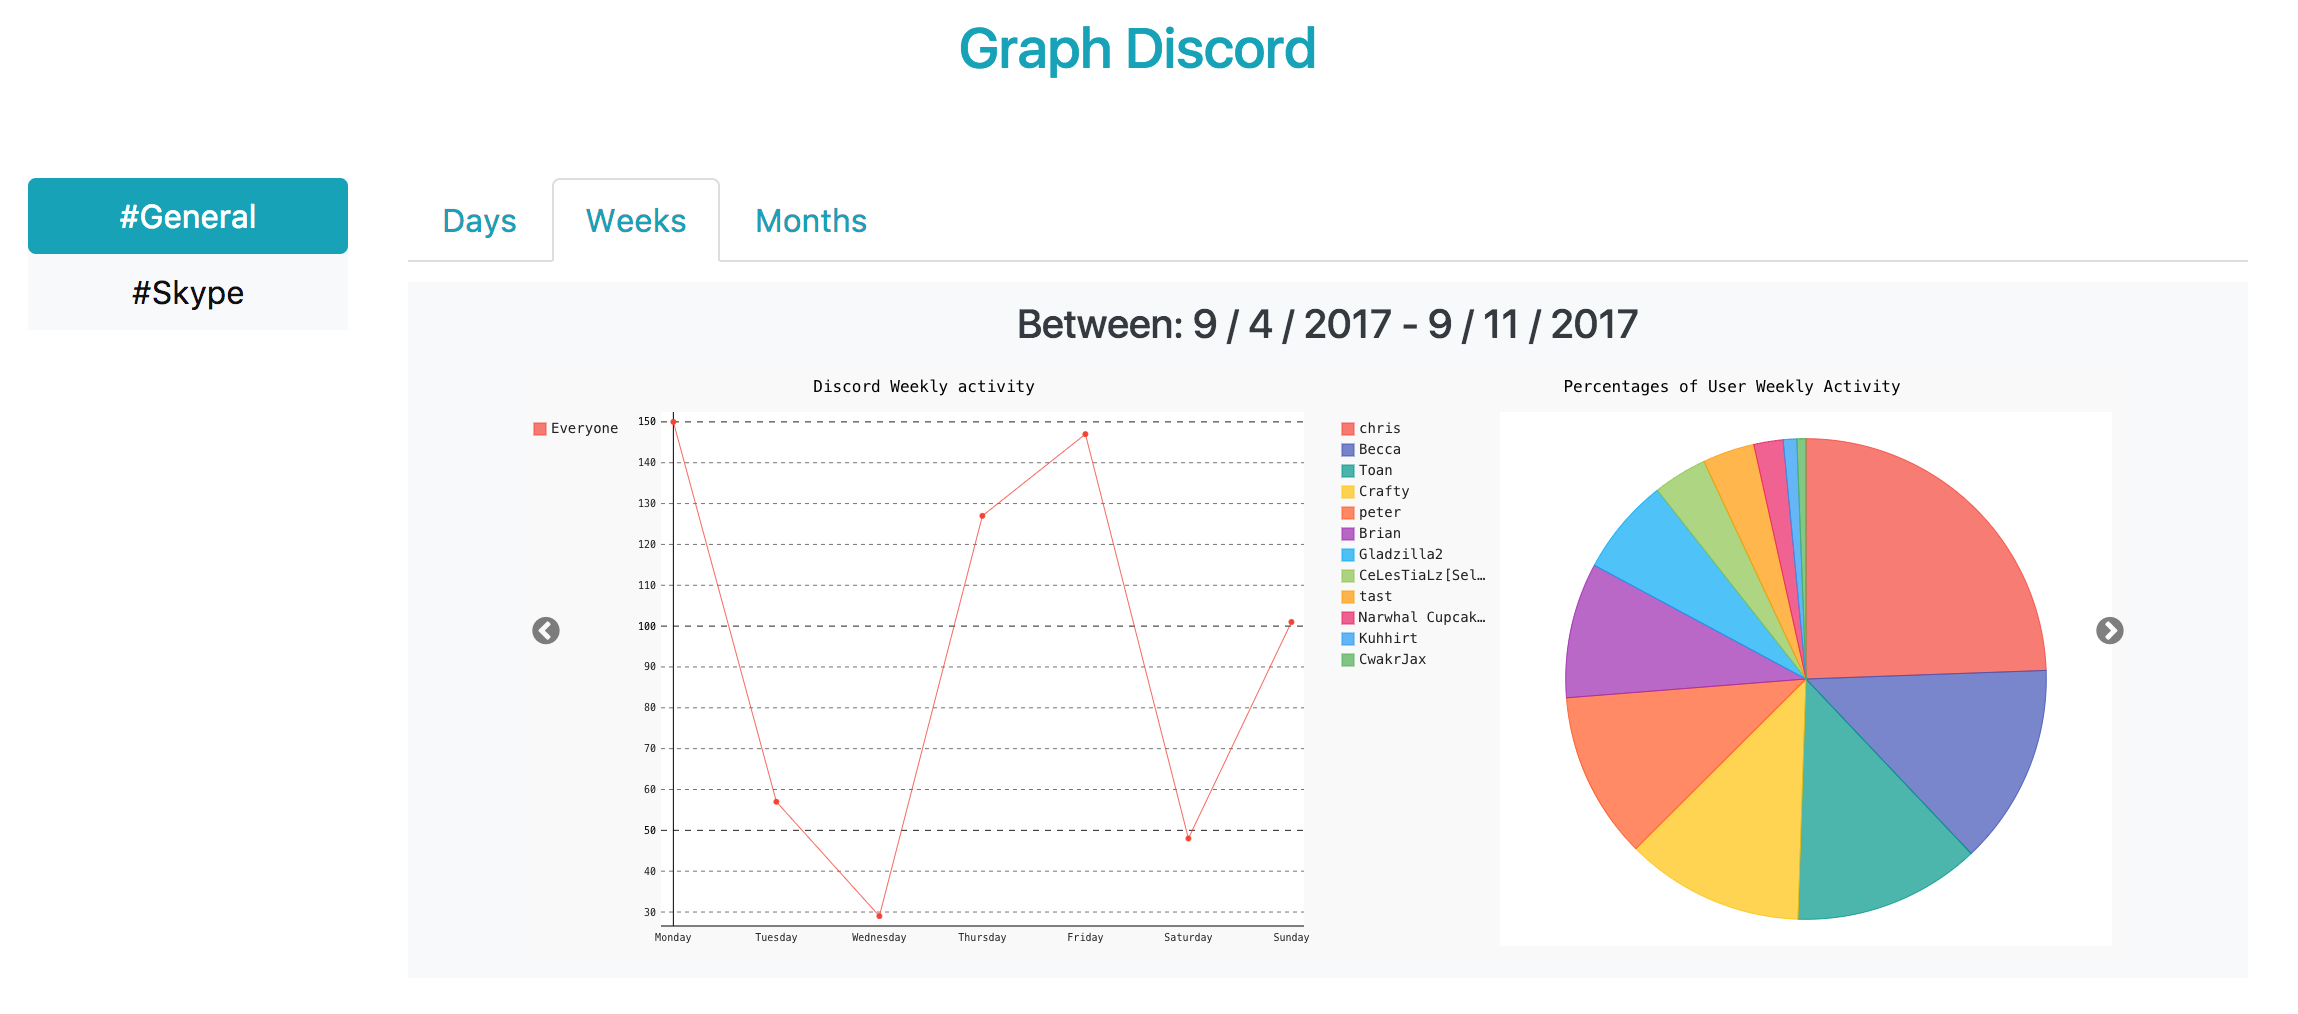 Graph Discord
#General
#Skype
Days
Weeks
Months
Between: 9 / 4 / 2017 - 9 / 11 / 2017
Discord Weekly activity
Everyone
150
140
130
120
110
100
90
80
70
60
50
40
30
Monday
Tuesday
Wednesday
Thursday
Friday
Saturday
Sunday
Percentages of User Weekly Activity
chris
Becca
Toan
Crafty
peter
Brian
Gladzilla2
CeLesTiaLz[Sel…
tast
Narwhal Cupcak…
Kuhhirt
CwakrJax